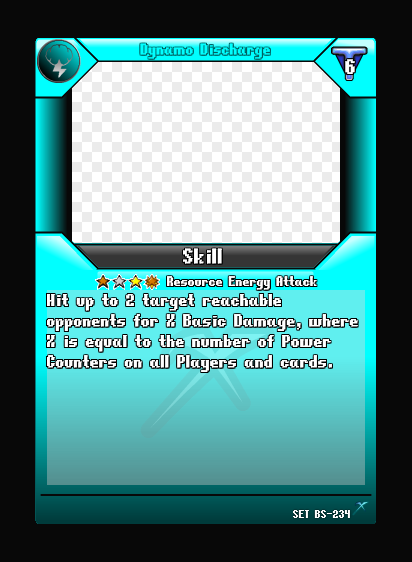 Dynamo Discharge
6
Skill
Resource Energy Attack
Hit up to 2 target reachable
opponents for X Basic Damage, where
X is equal to the number of Power
Counters on all Players and cards.
SET BS-234